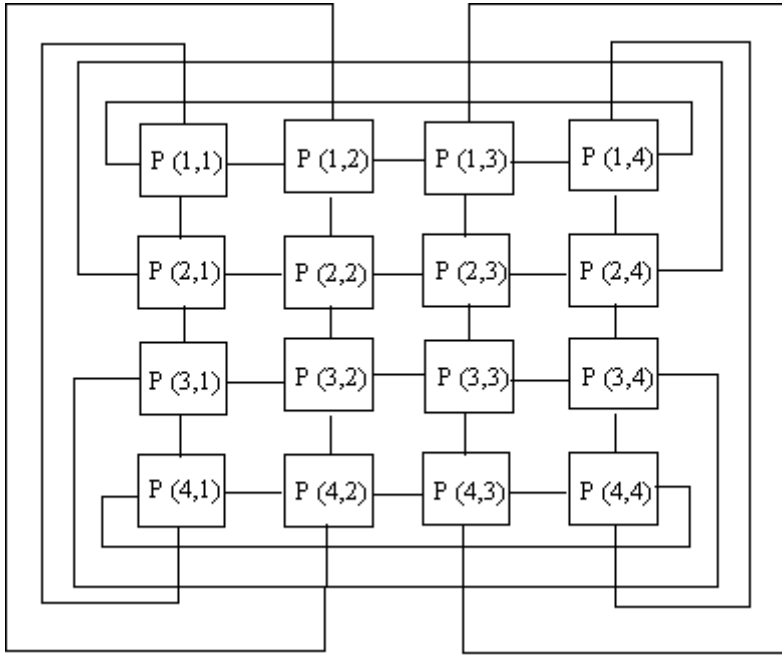 P (1,1) P (1,2) P (1,3) P (1,4)
P (2,1) P (2,2) P (2,3) P (2,4)
P (3,1) P (3,2) P (3,3) P (3,4)
P (4,1) P (4,2) P (4,3) P (4,4)